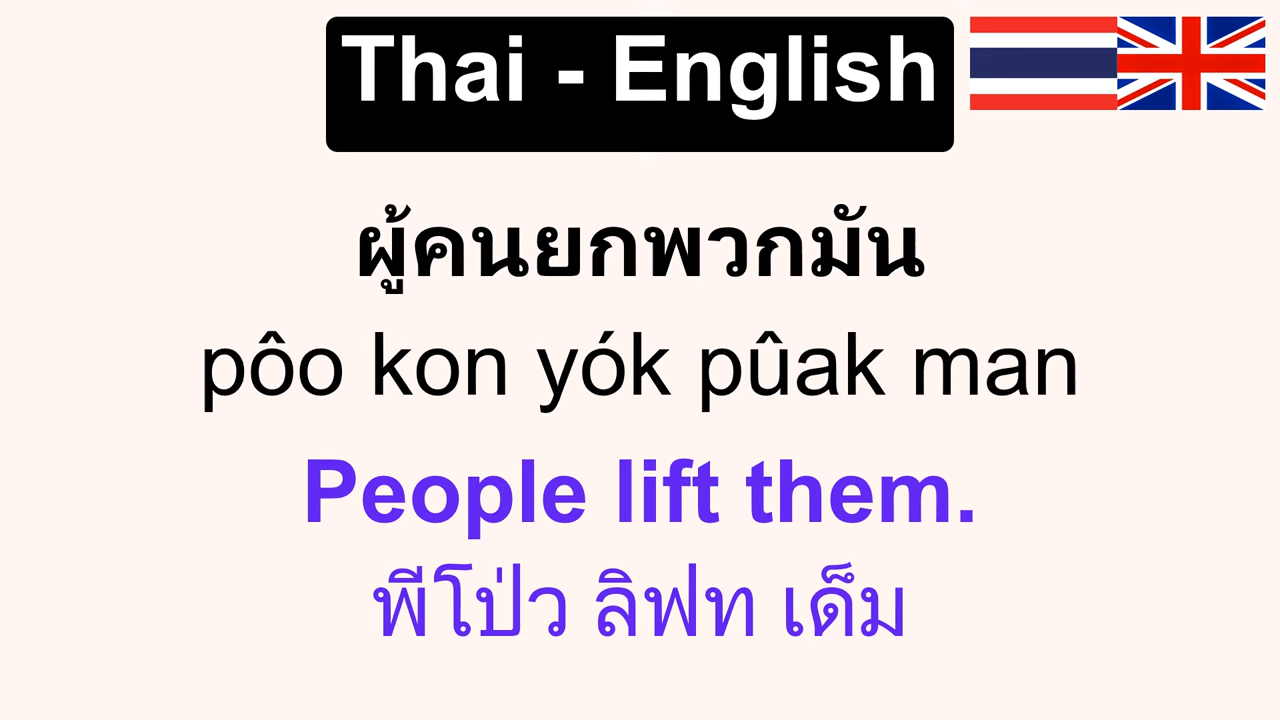 Thai - English
ผู้คนยกพวกมัน
pôo kon yók pûak man
People lift them.
พีโป่ว ลิฟท เด็ม